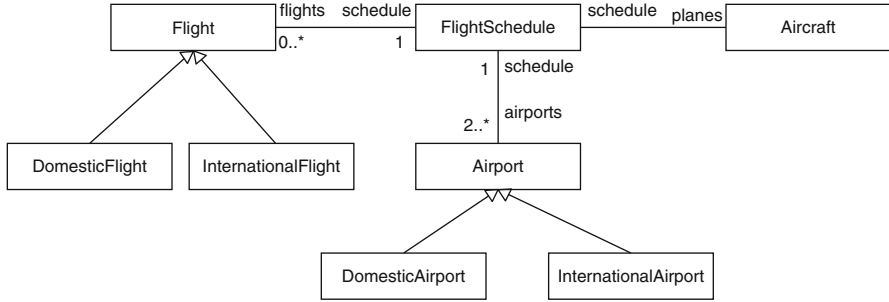 flights schedule schedule planes
Flight FlightSchedule Aircraft
0..* 1
1 schedule
2..* airports
DomesticFlight InternationalFlight Airport
DomesticAirport InternationalAirport